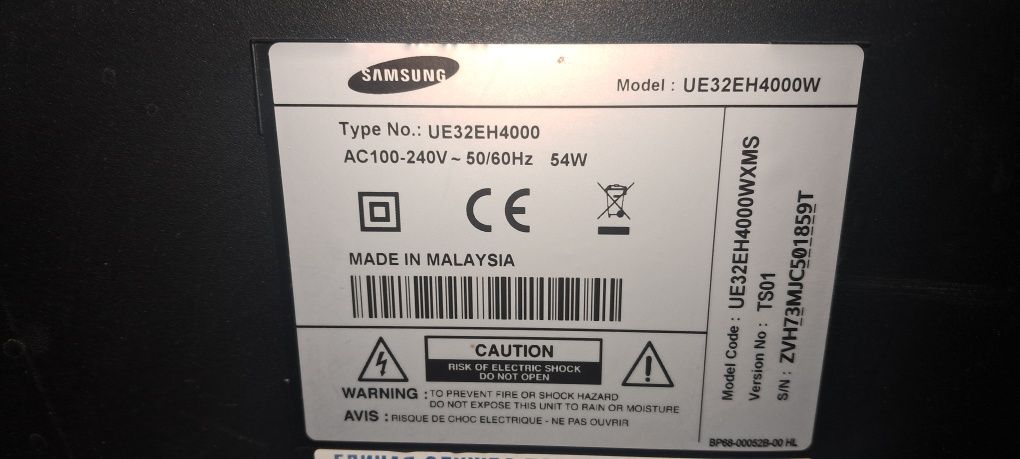 SAMSUNG
Model : UE32EH4000W
Type No.: UE32EH4000
AC100-240V ~ 50/60Hz 54W
CE
MADE IN MALAYSIA
CAUTION
RISK OF ELECTRIC SHOCK
DO NOT OPEN
WARNING : TO PREVENT FIRE OR SHOCK HAZARD
DO NOT EXPOSE THIS UNIT TO RAIN OR MOISTURE
AVIS : RISQUE DE CHOC ELECTRIQUE - NE PAS OUVRIR
Model Code : UE32EH4000WXMS
Version No : TS01
S/N : ZVH73MJC501859T
BP68-00052B-00 HL